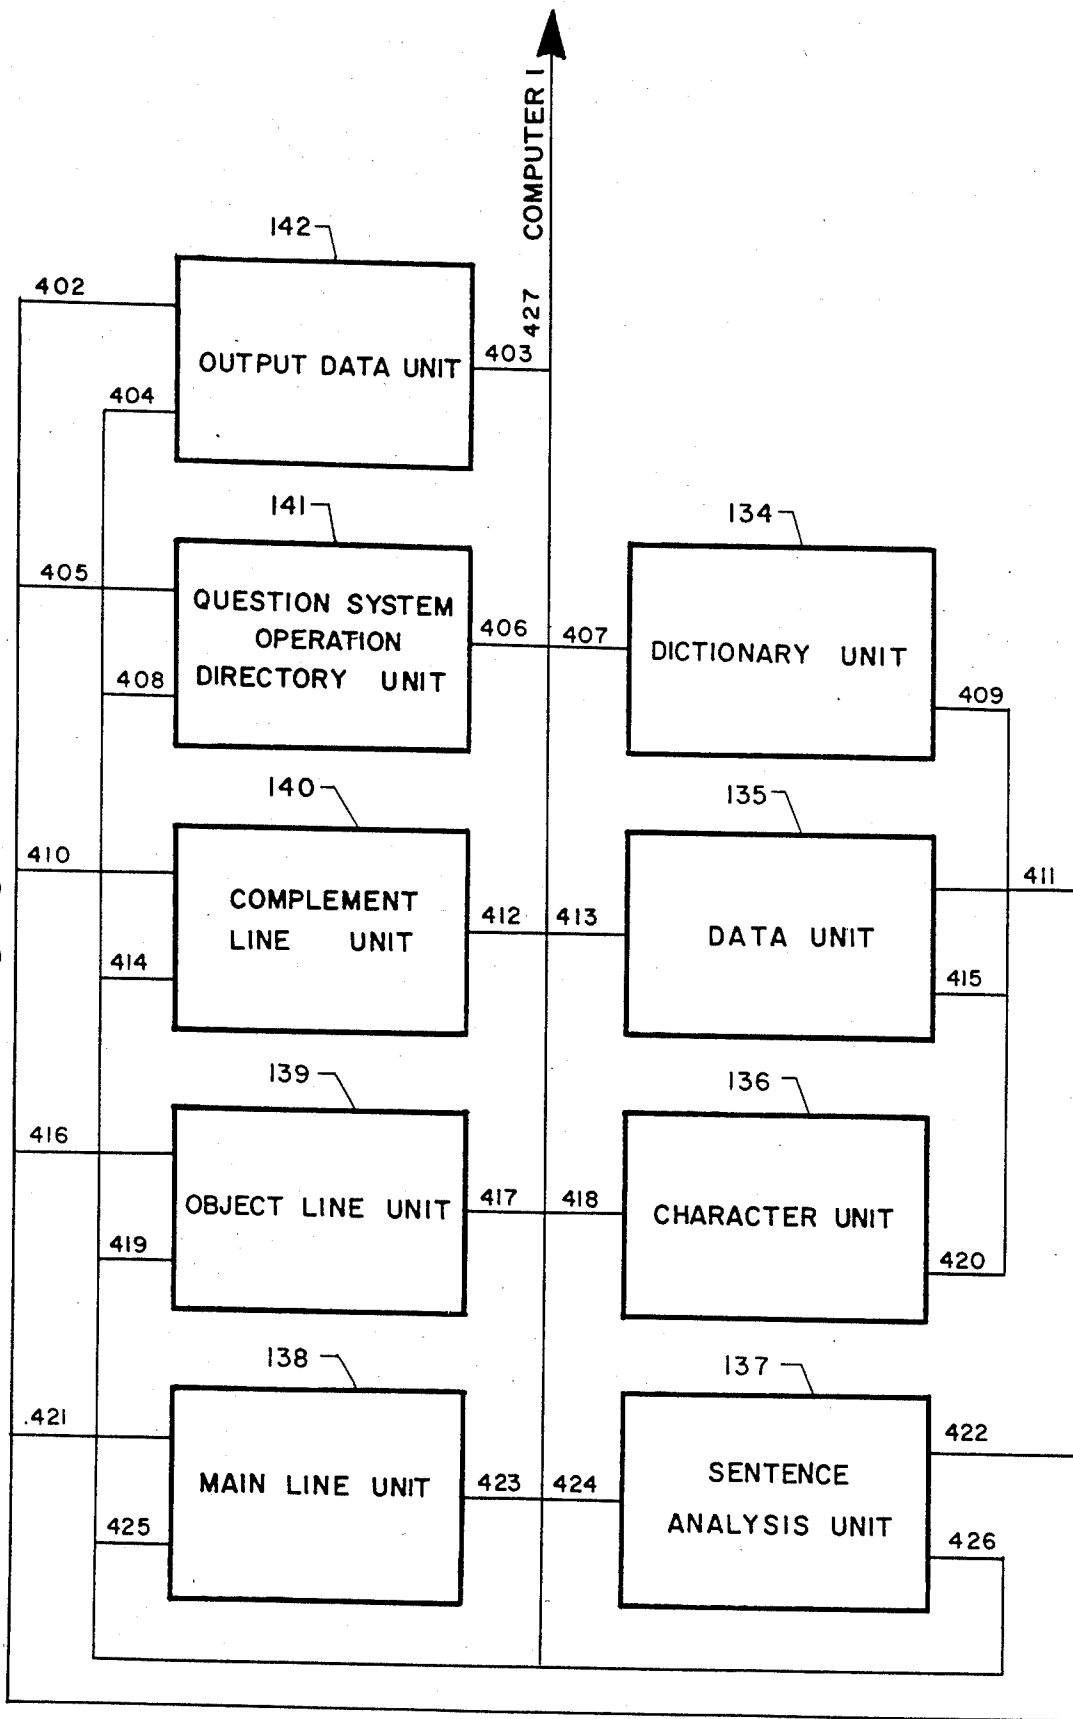 COMPUTER 1
427
142
402
OUTPUT DATA UNIT
403
404
141
134
405
QUESTION SYSTEM
OPERATION
DIRECTORY UNIT
406
407
DICTIONARY UNIT
408
409
140
135
410
COMPLEMENT
LINE UNIT
412
413
DATA UNIT
411
414
415
139
136
416
OBJECT LINE UNIT
417
418
CHARACTER UNIT
419
420
138
137
.421
422
MAIN LINE UNIT
423
424
SENTENCE
ANALYSIS UNIT
425
426